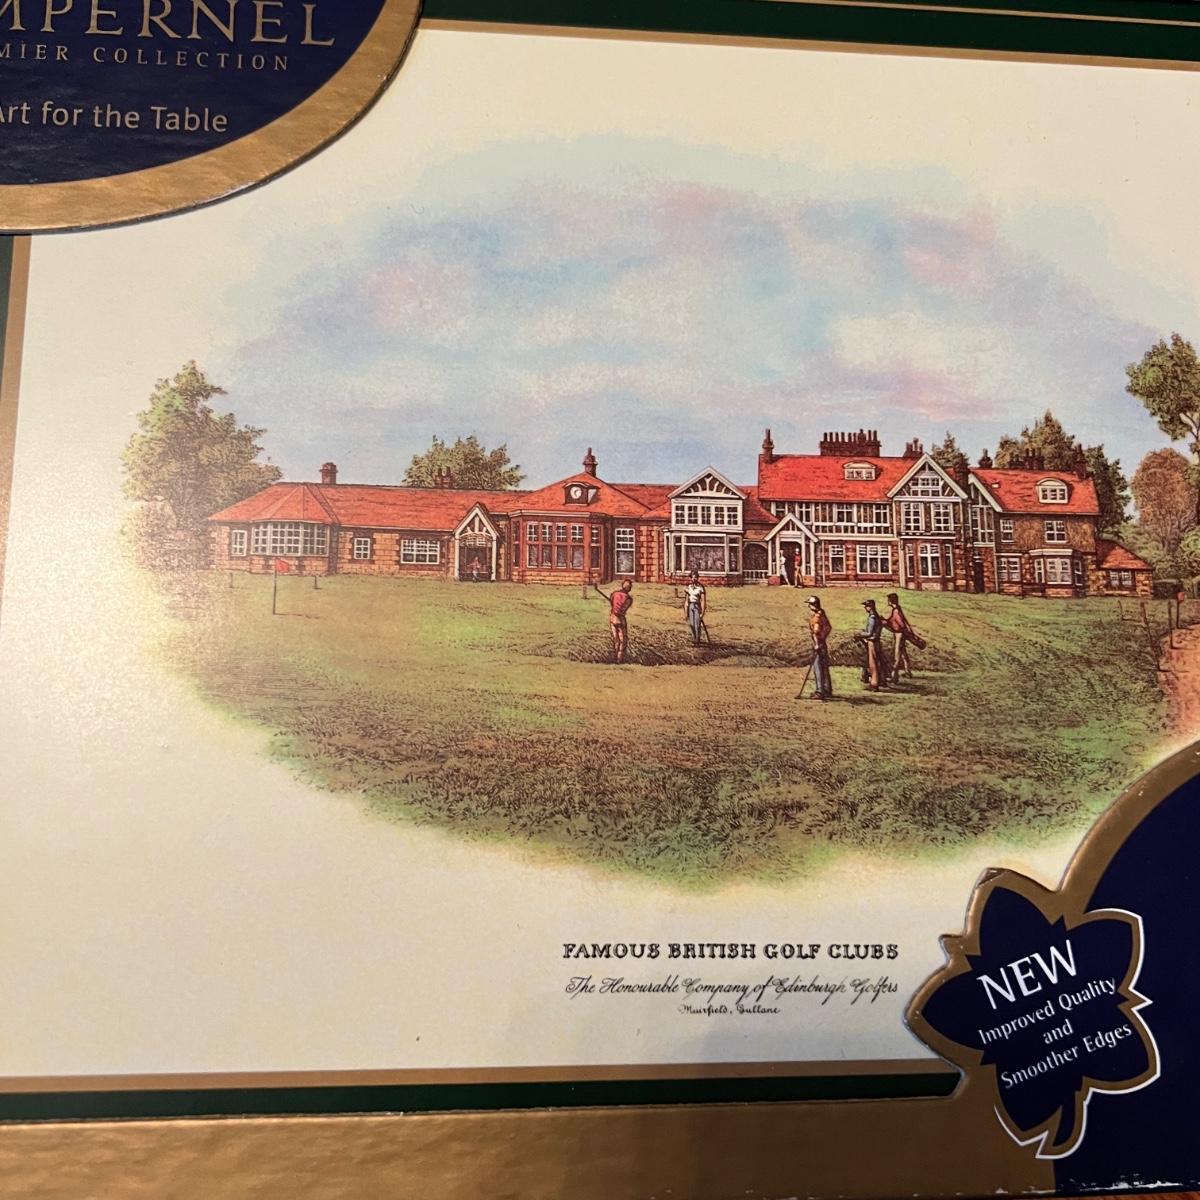 MPERNEL
MIER COLLECTION
Art for the Table
FAMOUS BRITISH GOLF CLUBS
The Honourable Company of Edinburgh Golfers
Muirfield, Gullane
NEW
Improved Quality
and
Smoother Edges